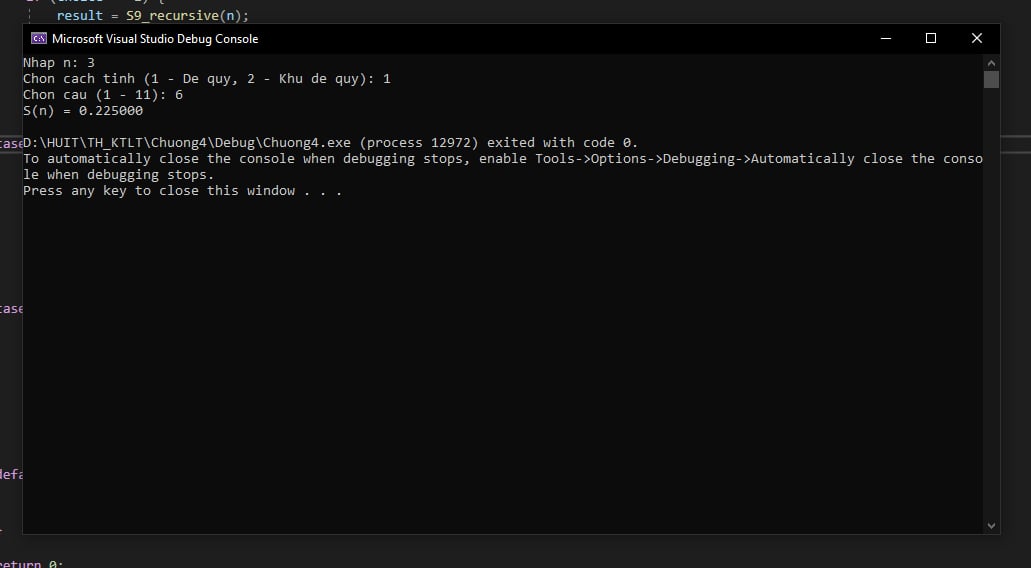 result = S9_recursive(n);
Microsoft Visual Studio Debug Console
Nhap n: 3
Chon cach tinh (1 - De quy, 2 - Khu de quy): 1
Chon cau (1 - 11): 6
S(n) = 0.225000
case
D:\HUIT\TH_KTLT\Chuong4\Debug\Chuong4.exe (process 12972) exited with code 0.
To automatically close the console when debugging stops, enable Tools->Options->Debugging->Automatically close the conso
le when debugging stops.
Press any key to close this window . . .
case
defa
return 0;